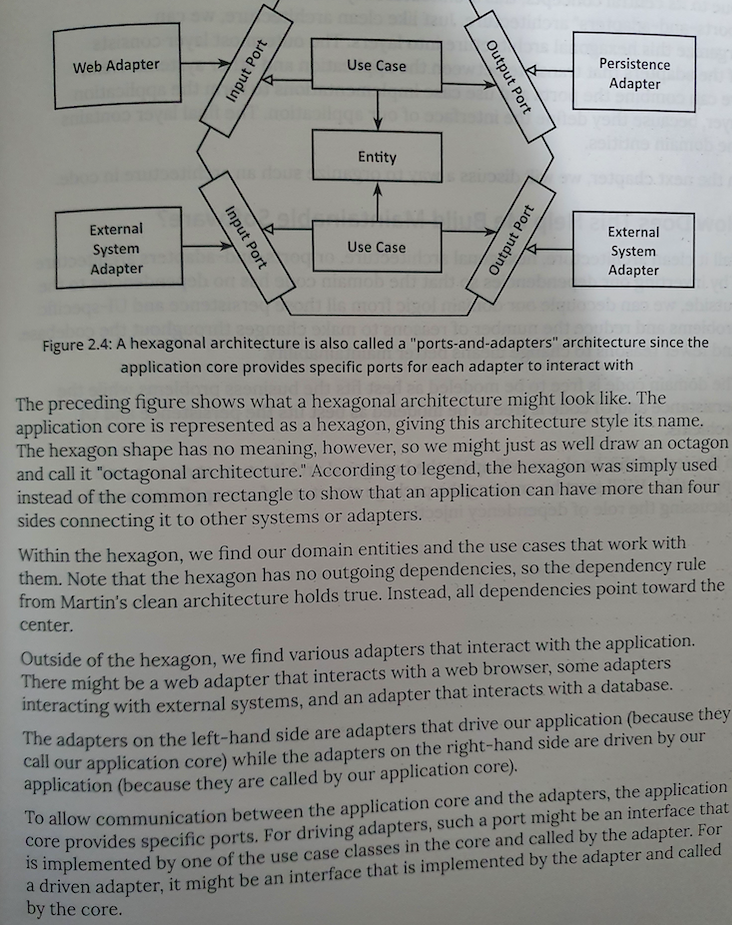 Web Adapter
Input Port
Use Case
Output Port
Persistence
Adapter
Entity
External
System
Adapter
Input Port
Use Case
Output Port
External
System
Adapter
Figure 2.4: A hexagonal architecture is also called a "ports-and-adapters" architecture since the
application core provides specific ports for each adapter to interact with
The preceding figure shows what a hexagonal architecture might look like. The
application core is represented as a hexagon, giving this architecture style its name.
The hexagon shape has no meaning, however, so we might just as well draw an octagon
and call it "octagonal architecture." According to legend, the hexagon was simply used
instead of the common rectangle to show that an application can have more than four
sides connecting it to other systems or adapters.
Within the hexagon, we find our domain entities and the use cases that work with
them. Note that the hexagon has no outgoing dependencies, so the dependency rule
from Martin's clean architecture holds true. Instead, all dependencies point toward the
center.
Outside of the hexagon, we find various adapters that interact with the application.
There might be a web adapter that interacts with a web browser, some adapters
interacting with external systems, and an adapter that interacts with a database.
The adapters on the left-hand side are adapters that drive our application (because they
call our application core) while the adapters on the right-hand side are driven by our
application (because they are called by our application core).
To allow communication between the application core and the adapters, the application
core provides specific ports. For driving adapters, such a port might be an interface that
is implemented by one of the use case classes in the core and called by the adapter. For
a driven adapter, it might be an interface that is implemented by the adapter and called
by the core.